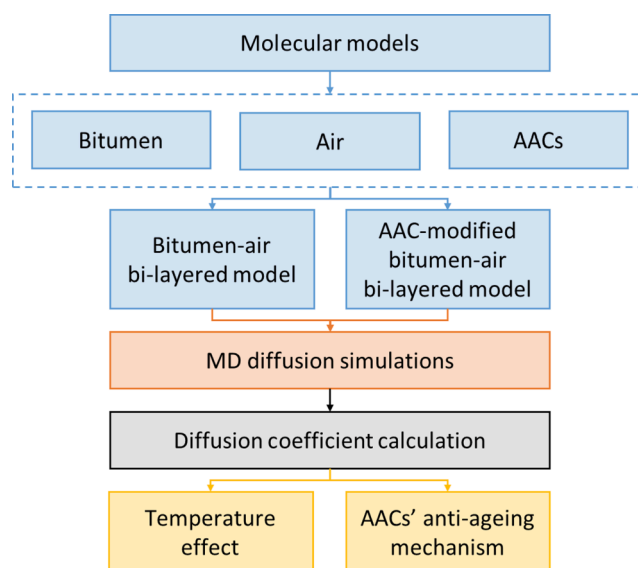 Molecular models
Bitumen
Air
AACs
Bitumen-air
bi-layered model
AAC-modified
bitumen-air
bi-layered model
MD diffusion simulations
Diffusion coefficient calculation
Temperature
effect
AACs’ anti-ageing
mechanism